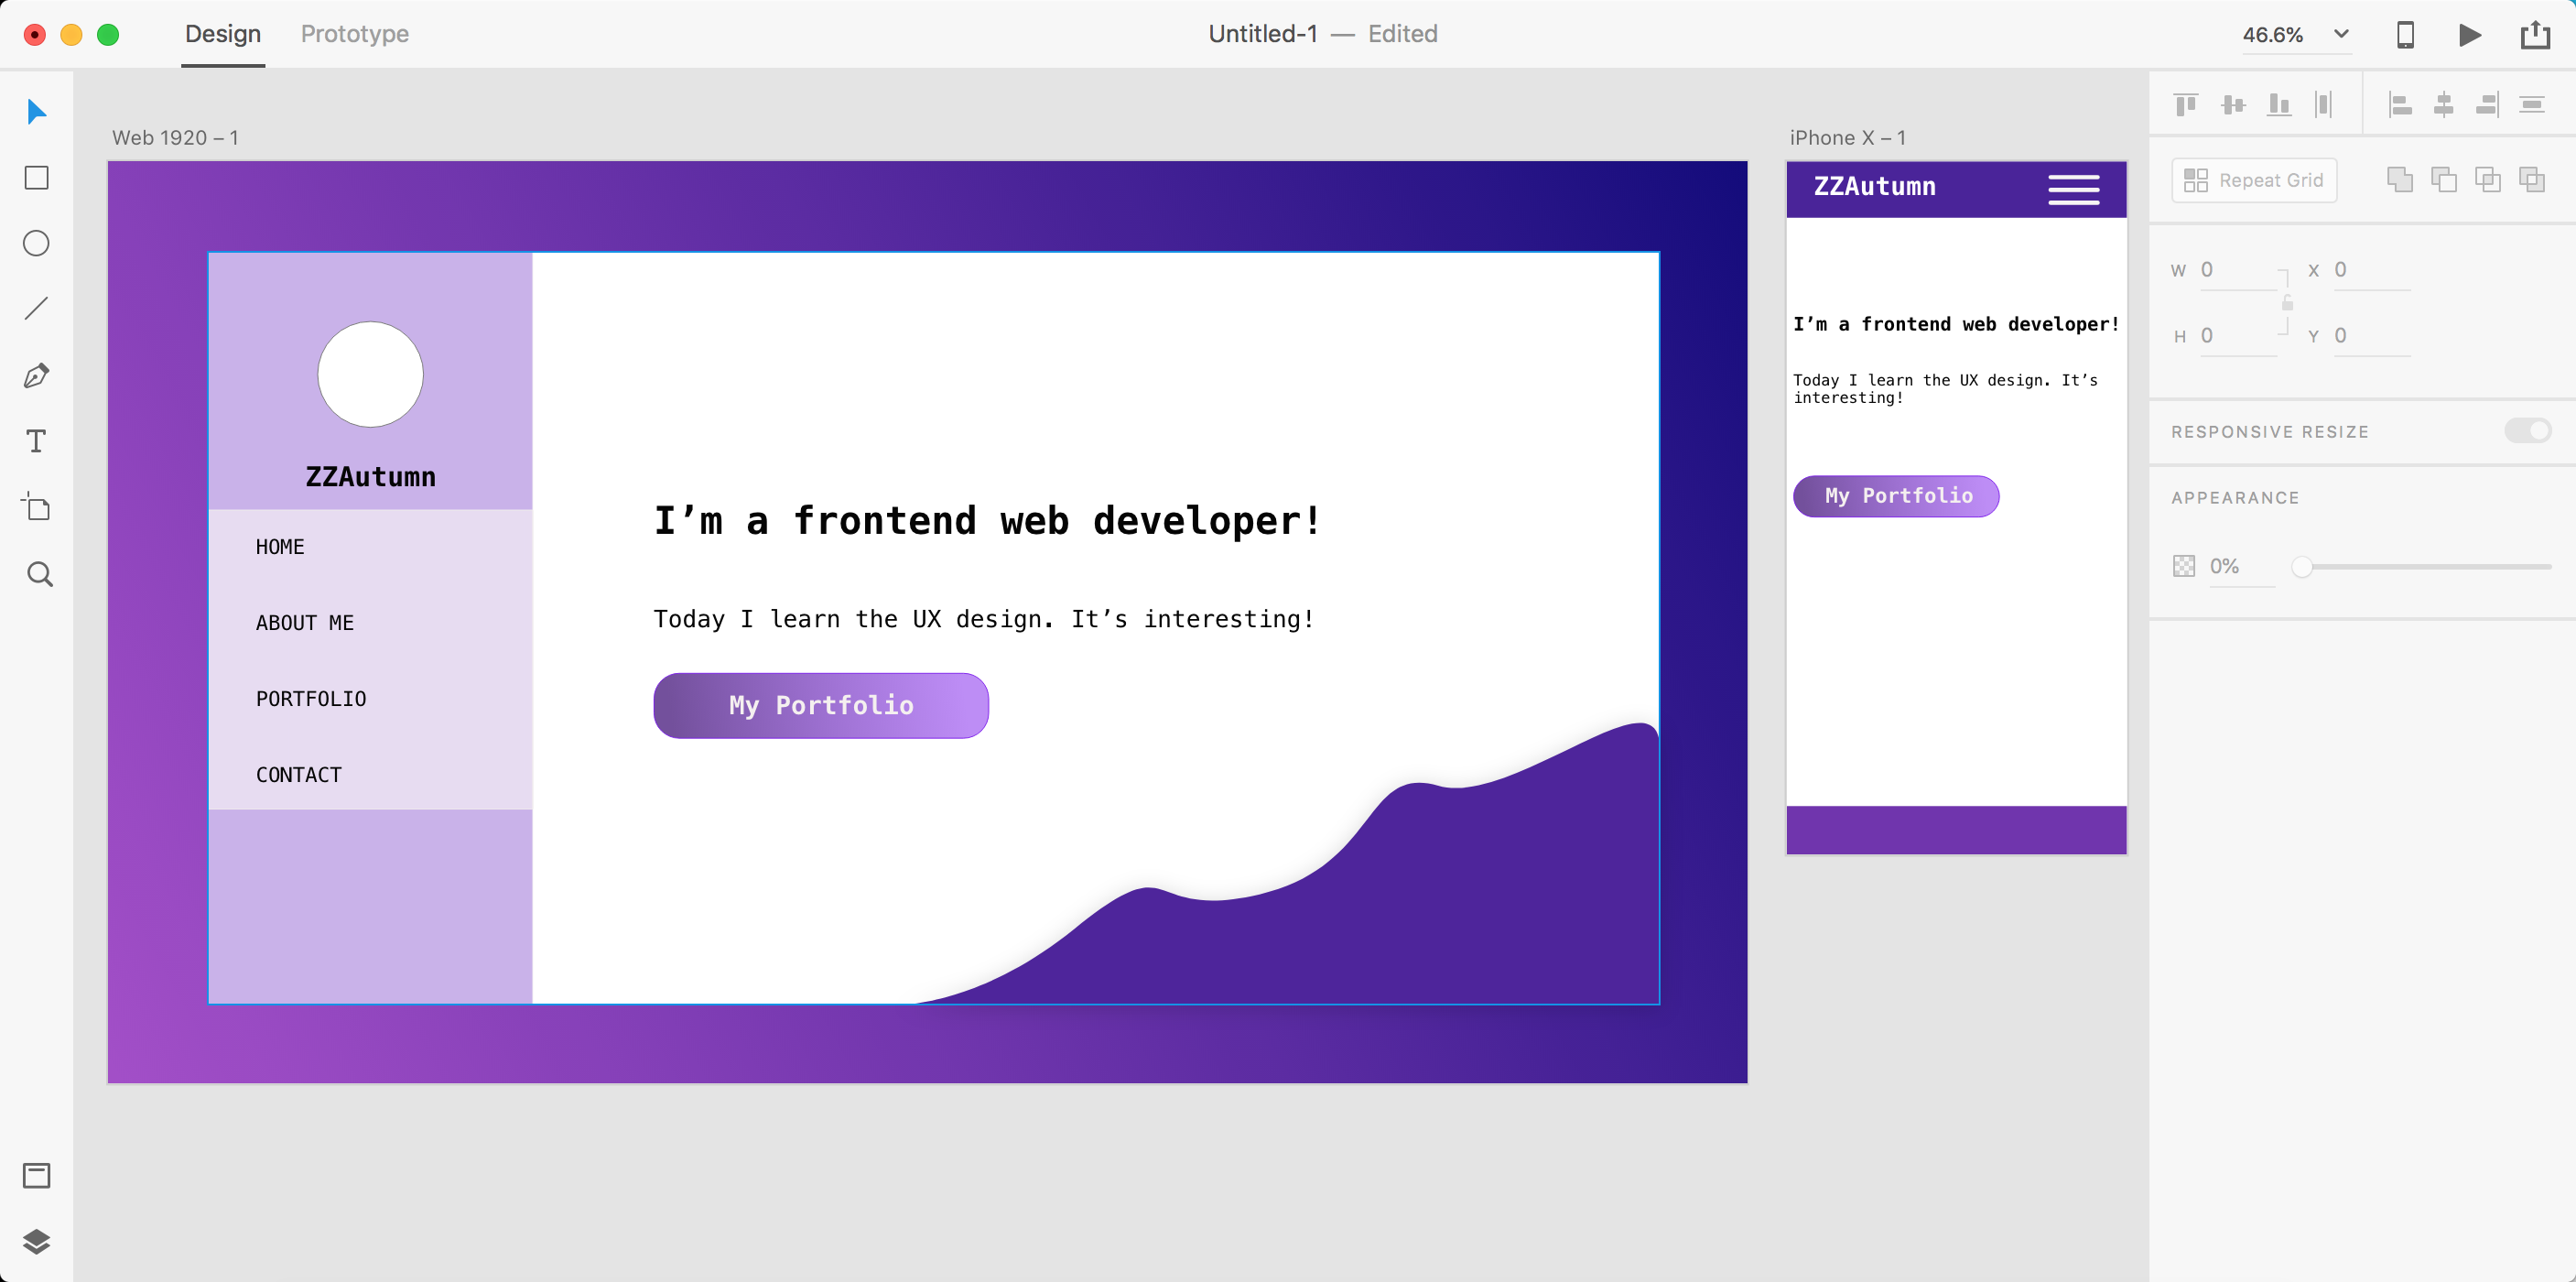 Design Prototype Untitled-1 — Edited 46.6%
Web 1920 – 1
ZZAutumn
HOME
ABOUT ME
PORTFOLIO
CONTACT
I’m a frontend web developer!
Today I learn the UX design. It’s interesting!
My Portfolio
iPhone X – 1
ZZAutumn
I’m a frontend web developer!
Today I learn the UX design. It’s
interesting!
My Portfolio
Repeat Grid
W 0 X 0
H 0 Y 0
RESPONSIVE RESIZE
APPEARANCE
0%